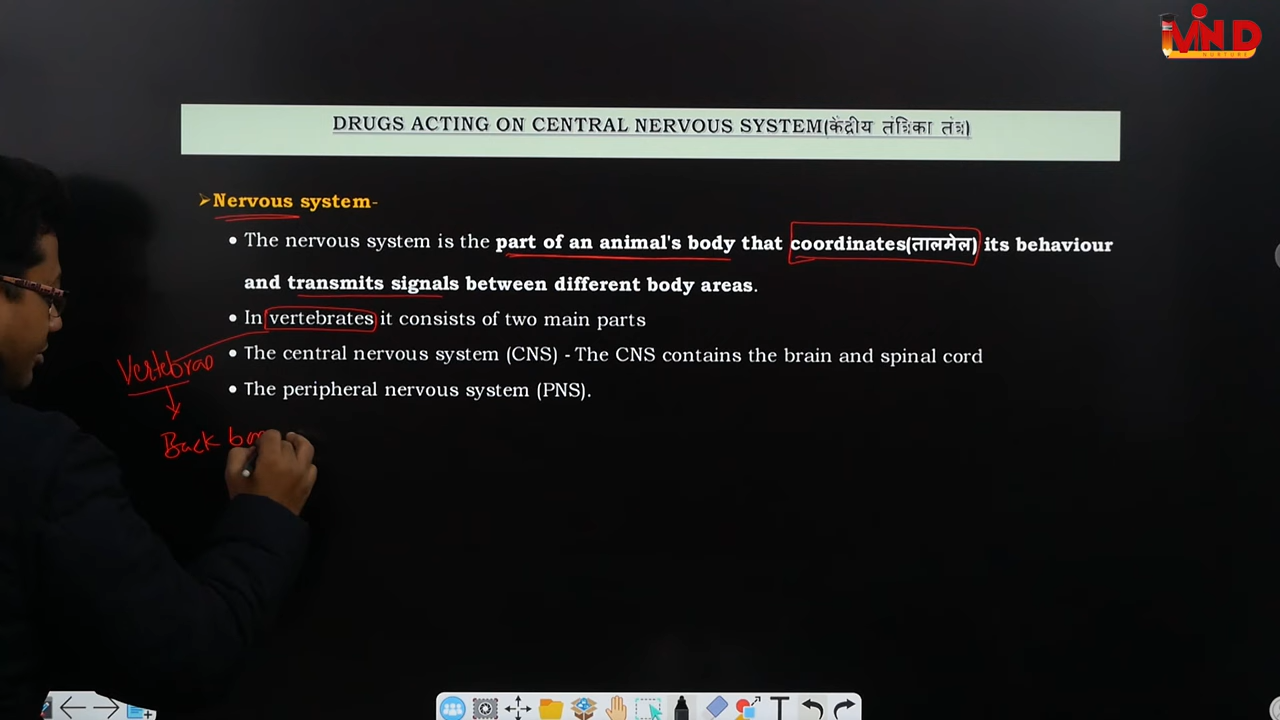 MIND
NURTURE
DRUGS ACTING ON CENTRAL NERVOUS SYSTEM(केंद्रीय तंत्रिका तंत्र)
➢Nervous system-
• The nervous system is the part of an animal's body that coordinates(तालमेल) its behaviour
and transmits signals between different body areas.
• In vertebrates it consists of two main parts
• The central nervous system (CNS) - The CNS contains the brain and spinal cord
• The peripheral nervous system (PNS).
Back
T